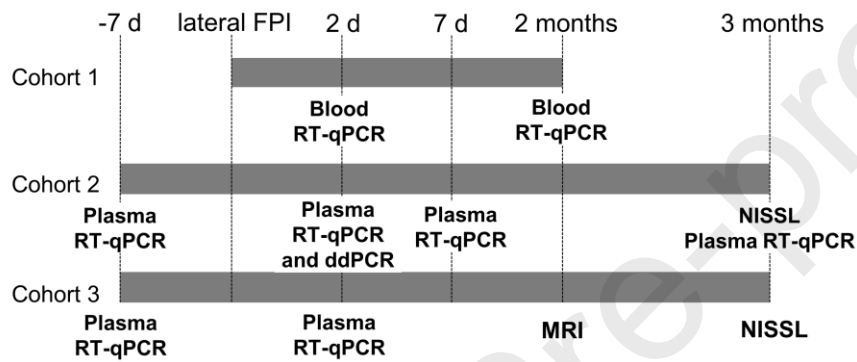 -7 d lateral FPI 2 d 7 d 2 months 3 months
Cohort 1
Blood Blood
RT-qPCR RT-qPCR
Cohort 2
Plasma Plasma Plasma NISSL
RT-qPCR RT-qPCR RT-qPCR Plasma RT-qPCR
and ddPCR
Cohort 3
Plasma Plasma MRI NISSL
RT-qPCR RT-qPCR
re-pre